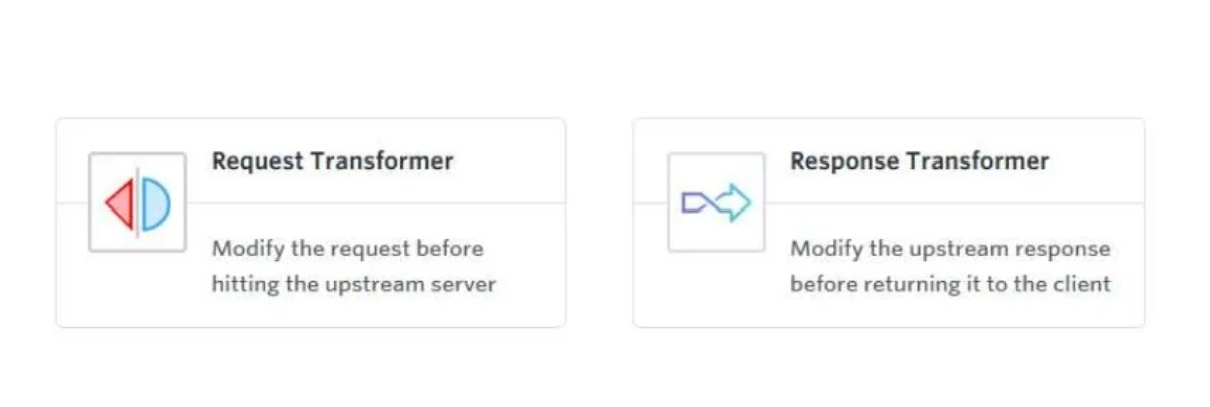 Request Transformer
Modify the request before
hitting the upstream server
Response Transformer
Modify the upstream response
before returning it to the client